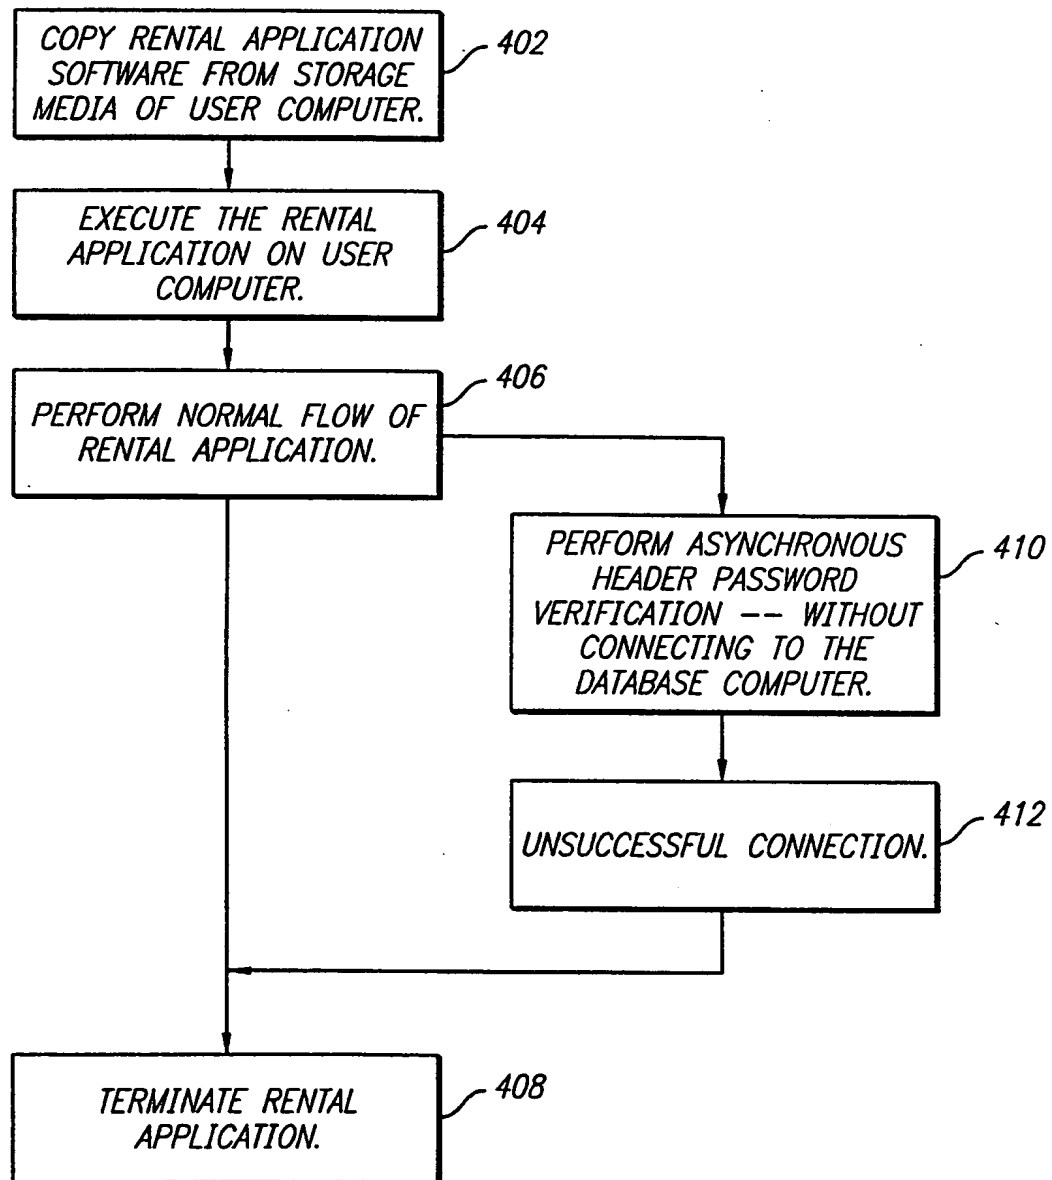 COPY RENTAL APPLICATION
SOFTWARE FROM STORAGE
MEDIA OF USER COMPUTER.
402
EXECUTE THE RENTAL
APPLICATION ON USER
COMPUTER.
404
PERFORM NORMAL FLOW OF
RENTAL APPLICATION.
406
PERFORM ASYNCHRONOUS
HEADER PASSWORD
VERIFICATION -- WITHOUT
CONNECTING TO THE
DATABASE COMPUTER.
410
UNSUCCESSFUL CONNECTION.
412
TERMINATE RENTAL
APPLICATION.
408